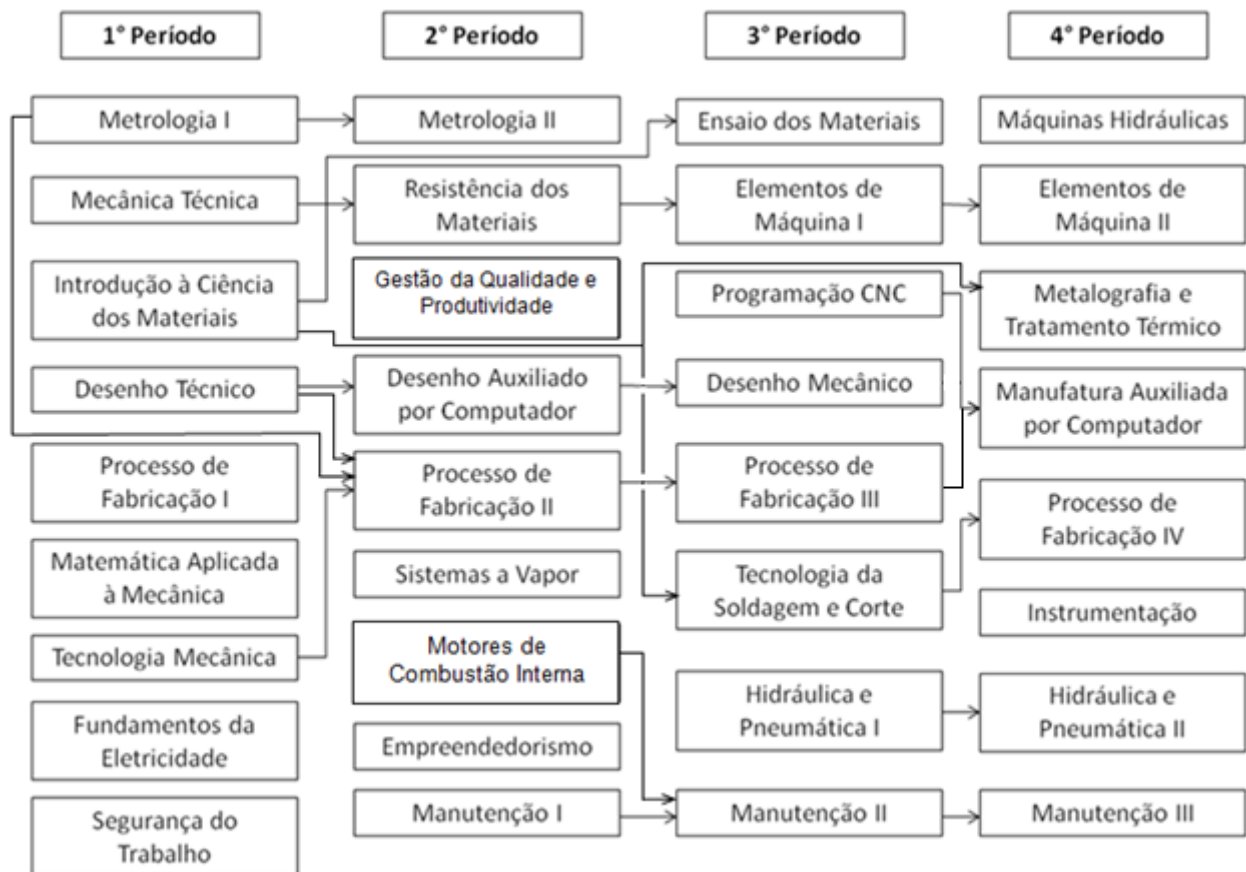 1° Período
2° Período
3° Período
4° Período
Metrologia I
Mecânica Técnica
Introdução à Ciência
dos Materiais
Desenho Técnico
Processo de
Fabricação I
Matemática Aplicada
à Mecânica
Tecnologia Mecânica
Fundamentos da
Eletricidade
Segurança do
Trabalho
Metrologia II
Resistência dos
Materiais
Gestão da Qualidade e
Produtividade
Desenho Auxiliado
por Computador
Processo de
Fabricação II
Sistemas a Vapor
Motores de
Combustão Interna
Empreendedorismo
Manutenção I
Ensaio dos Materiais
Elementos de
Máquina I
Programação CNC
Desenho Mecânico
Processo de
Fabricação III
Tecnologia da
Soldagem e Corte
Hidráulica e
Pneumática I
Manutenção II
Máquinas Hidráulicas
Elementos de
Máquina II
Metalografia e
Tratamento Térmico
Manufatura Auxiliada
por Computador
Processo de
Fabricação IV
Instrumentação
Hidráulica e
Pneumática II
Manutenção III